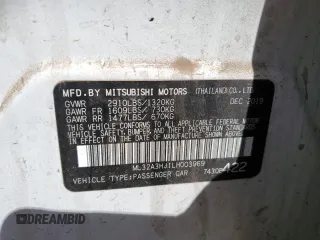 MFD.BY MITSUBISHI MOTORS (THAILAND)CO.,LTD.
GVWR 2910LBS/1320KG DEC 2019
GAWR FR 1609LBS/ 730KG
GAWR RR 1477LBS/ 670KG
THIS VEHICLE CONFORMS TO ALL APPLICABLE
FEDERAL MOTOR VEHICLE
SAFETY, BUMPER, AND THEFT PREVENTION STANDARDS
IN EFFECT ON THE DATE OF MANUFACTURE SHOWN
ABOVE.
ML32A3HJ1LH003969
VEHICLE TYPE:PASSENGER CAR 422